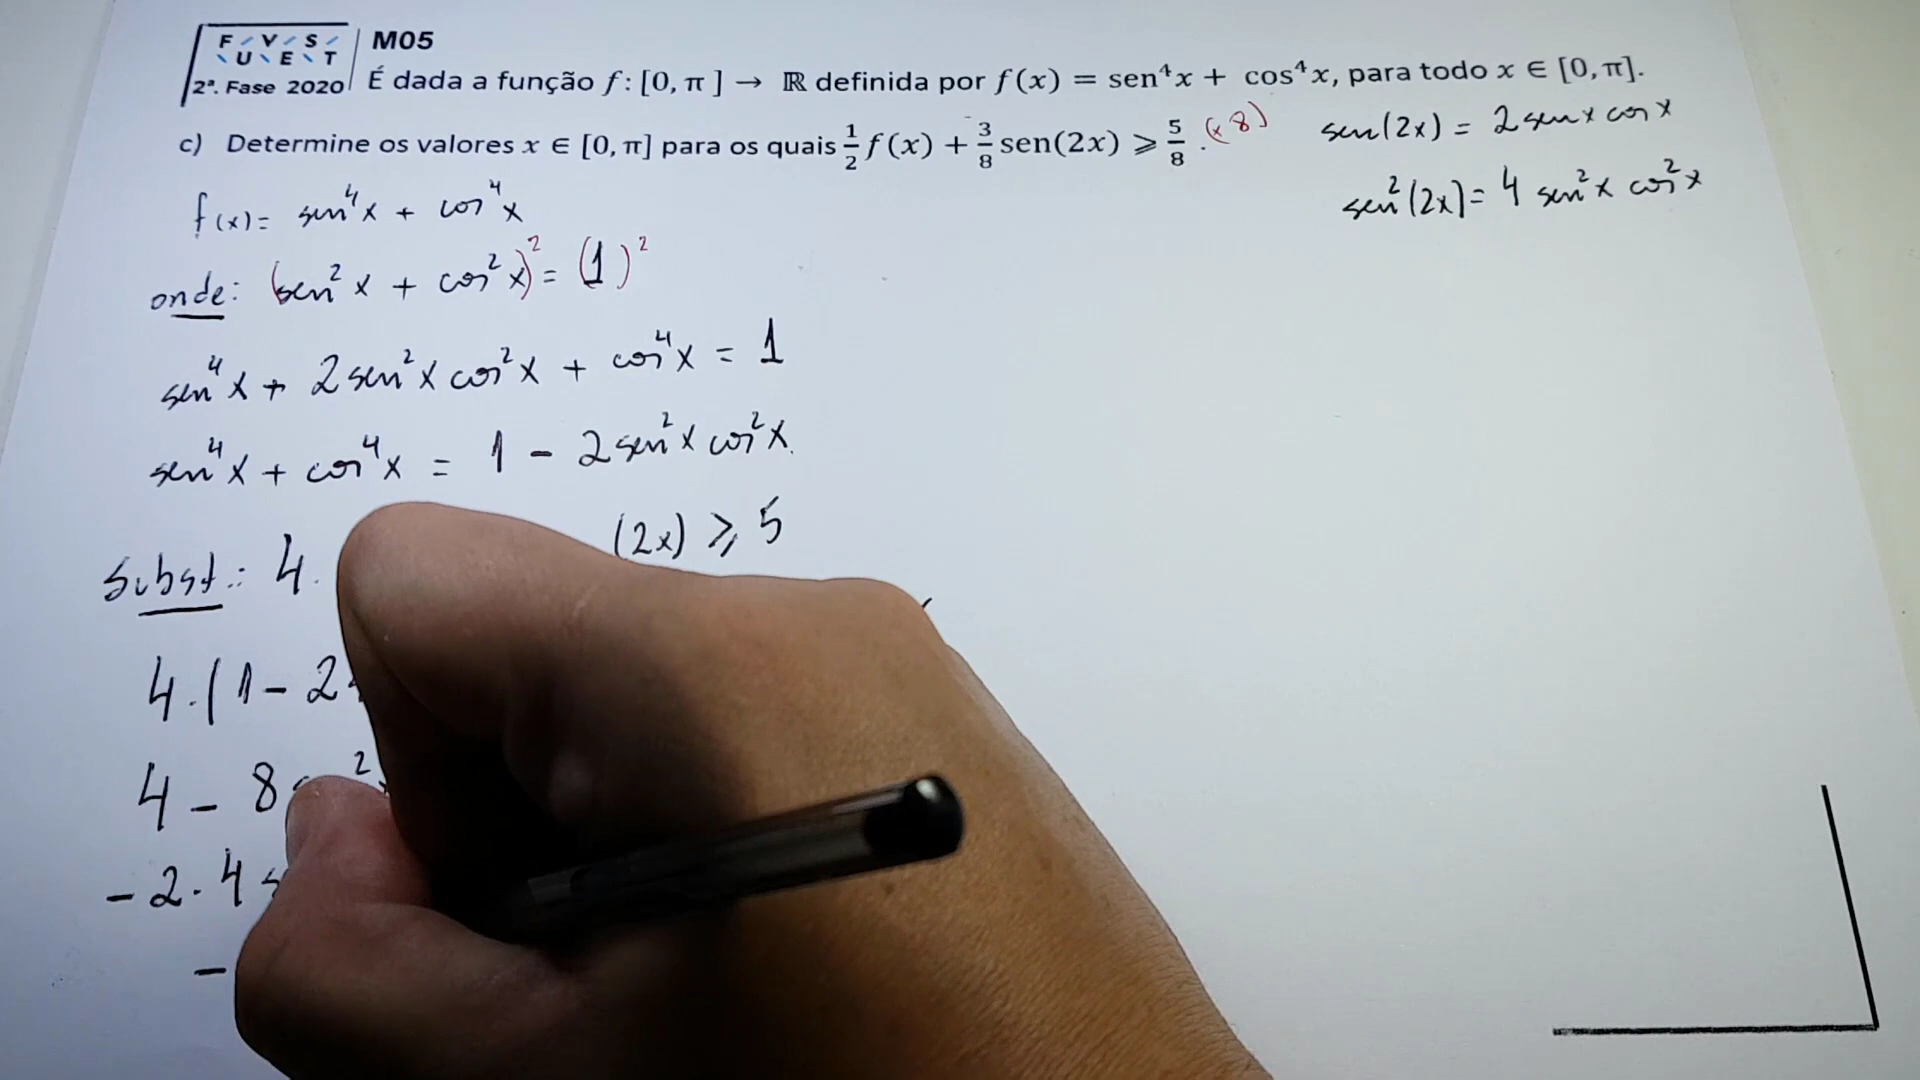 FUVEST
M05
2ª. Fase 2020
É dada a função f: [0, π ] → ℝ definida por f(x) = sen⁴x + cos⁴x, para todo x ∈ [0, π].
c) Determine os valores x ∈ [0, π] para os quais 1/2 f(x) + 3/8 sen(2x) ⩾ 5/8 . (x 8)
sen(2x) = 2 sen x cos x
sen²(2x) = 4 sen²x cos²x
f(x) = sen⁴x + cos⁴x
onde: (sen²x + cos²x)² = (1)²
sen⁴x + 2sen²x cos²x + cos⁴x = 1
sen⁴x + cos⁴x = 1 - 2sen²x cos²x.
Subst.: 4. (2x) ⩾ 5
4.(1 - 2
4 - 8
-2.4
-